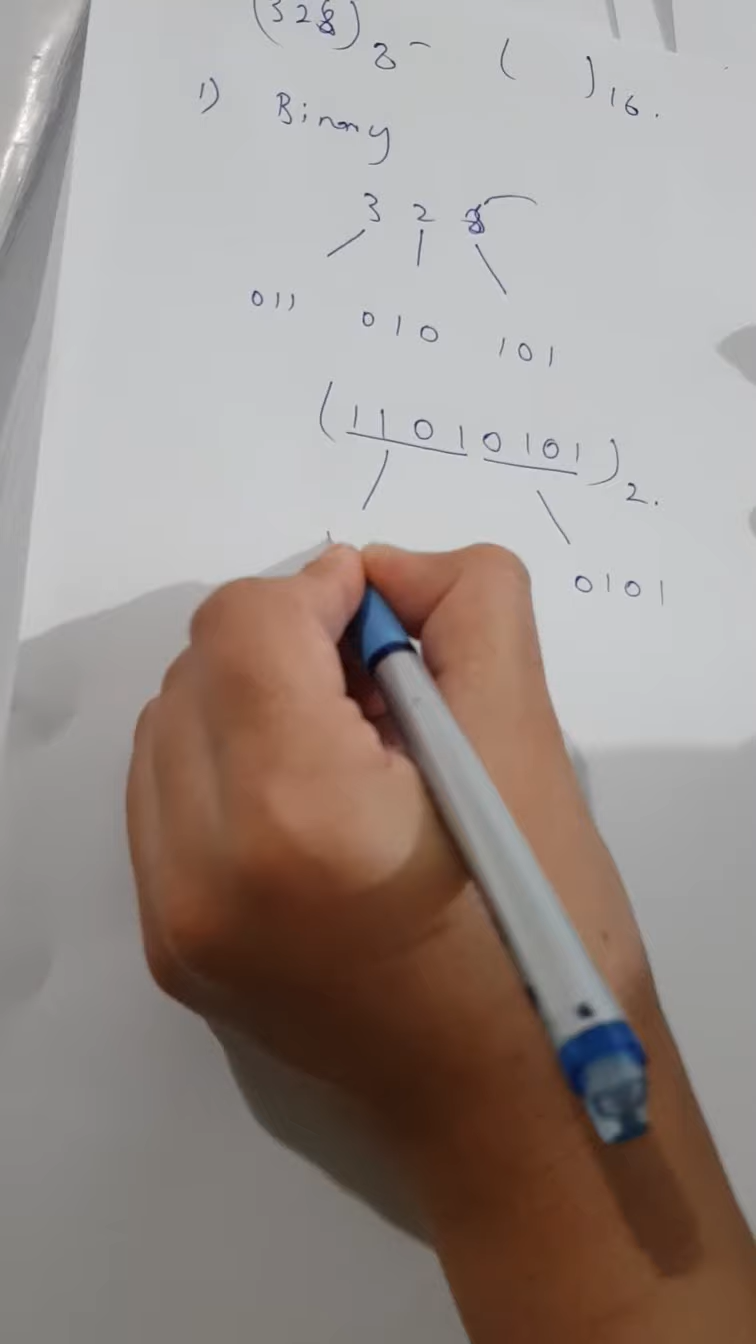 (328)8 - ( )16.
1) Binary
3 2 8
011 010 101
(11010101)2.
0101